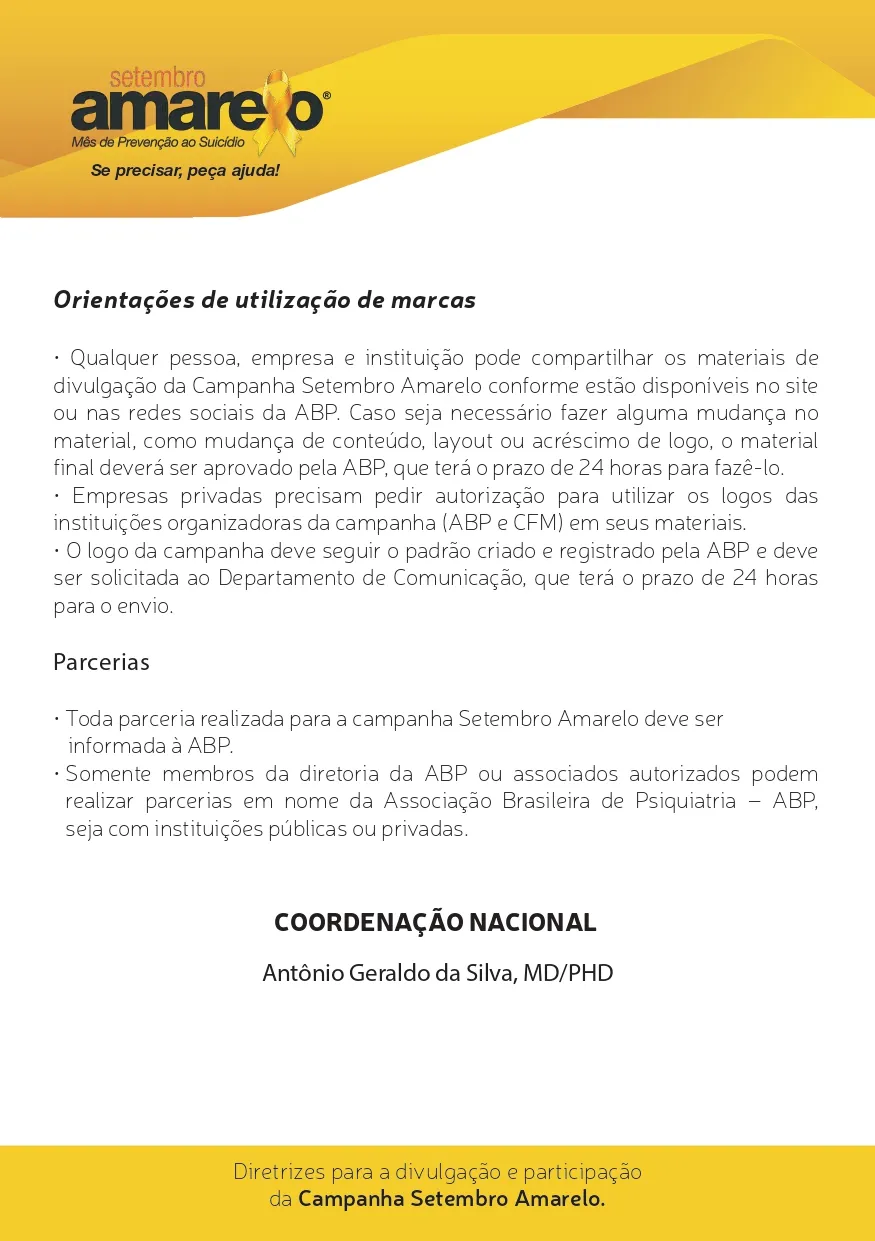 setembro
amarelo®
Mês de Prevenção ao Suicídio
Se precisar, peça ajuda!
Orientações de utilização de marcas
• Qualquer pessoa, empresa e instituição pode compartilhar os materiais de
divulgação da Campanha Setembro Amarelo conforme estão disponíveis no site
ou nas redes sociais da ABP. Caso seja necessário fazer alguma mudança no
material, como mudança de conteúdo, layout ou acréscimo de logo, o material
final deverá ser aprovado pela ABP, que terá o prazo de 24 horas para fazê-lo.
• Empresas privadas precisam pedir autorização para utilizar os logos das
instituições organizadoras da campanha (ABP e CFM) em seus materiais.
• O logo da campanha deve seguir o padrão criado e registrado pela ABP e deve
ser solicitada ao Departamento de Comunicação, que terá o prazo de 24 horas
para o envio.
Parcerias
• Toda parceria realizada para a campanha Setembro Amarelo deve ser
informada à ABP.
• Somente membros da diretoria da ABP ou associados autorizados podem
realizar parcerias em nome da Associação Brasileira de Psiquiatria – ABP,
seja com instituições públicas ou privadas.
COORDENAÇÃO NACIONAL
Antônio Geraldo da Silva, MD/PHD
Diretrizes para a divulgação e participação
da Campanha Setembro Amarelo.